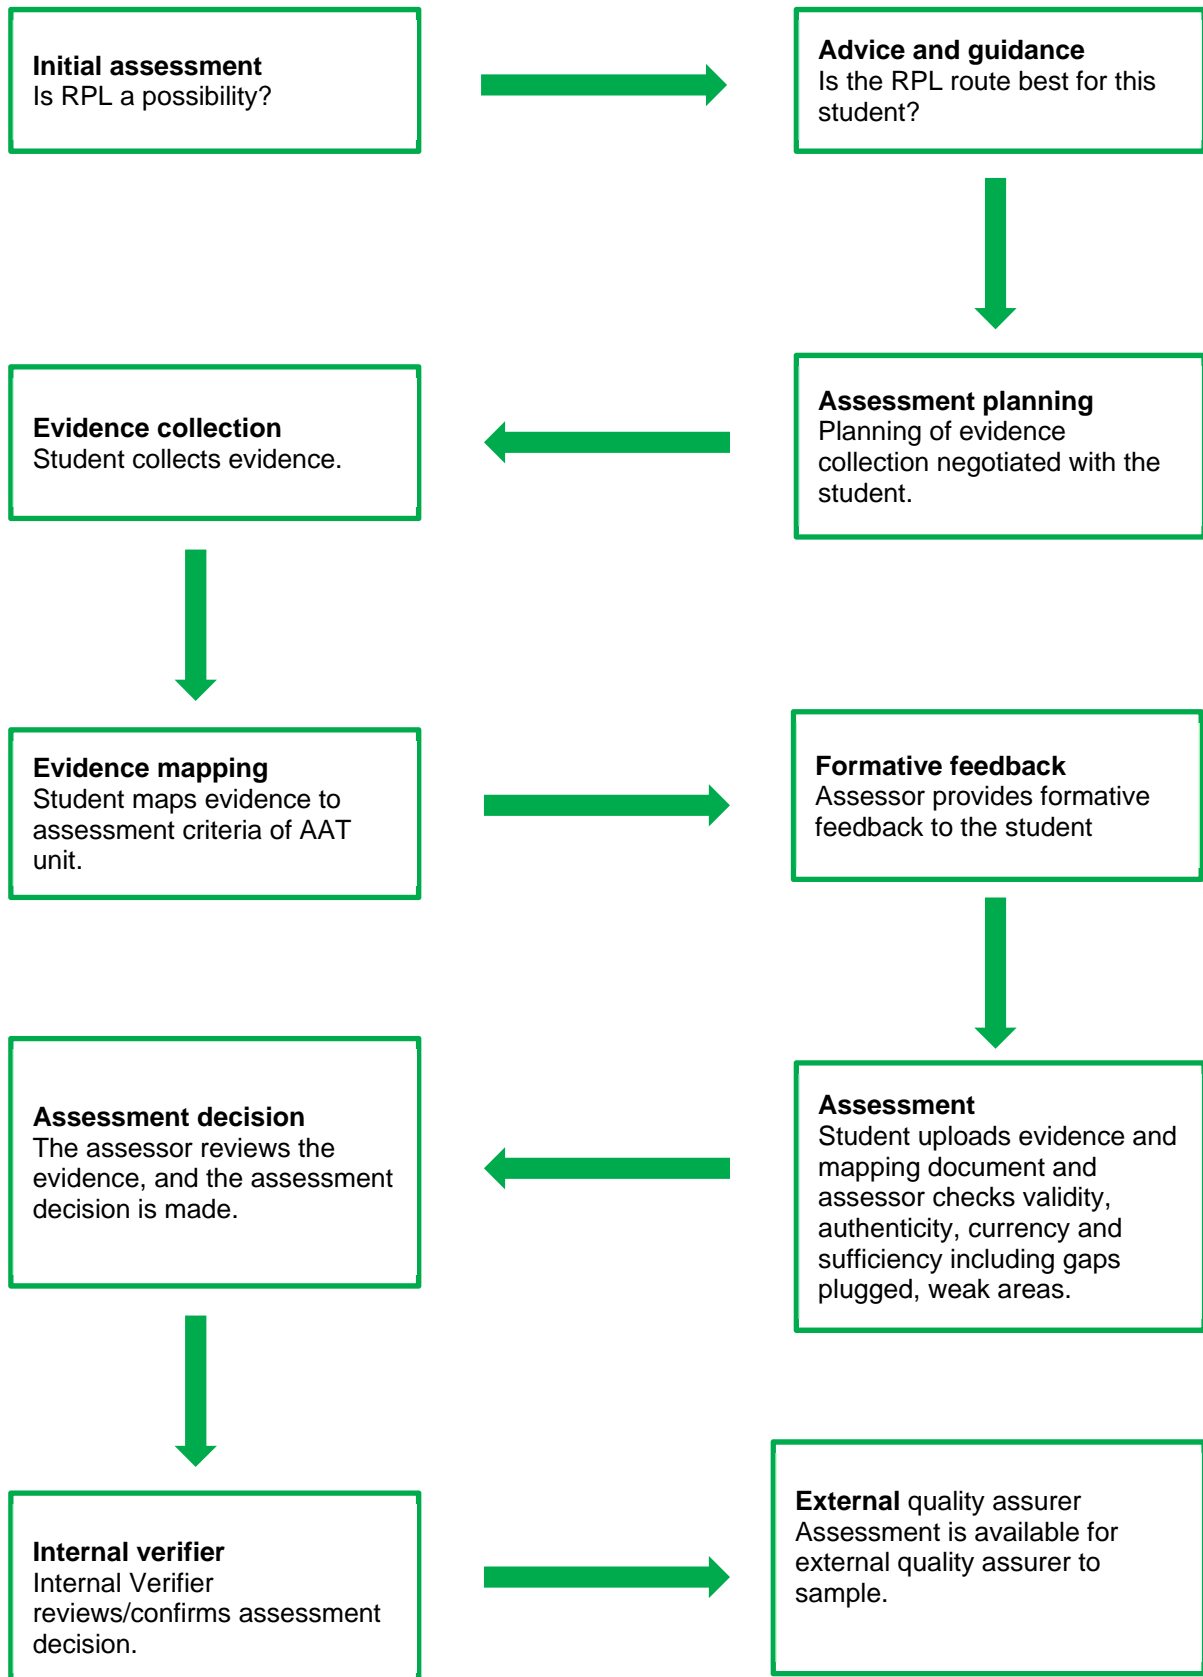 Initial assessment
Is RPL a possibility?
Advice and guidance
Is the RPL route best for this
student?
Assessment planning
Planning of evidence
collection negotiated with the
student.
Evidence collection
Student collects evidence.
Evidence mapping
Student maps evidence to
assessment criteria of AAT
unit.
Formative feedback
Assessor provides formative
feedback to the student
Assessment
Student uploads evidence and
mapping document and
assessor checks validity,
authenticity, currency and
sufficiency including gaps
plugged, weak areas.
Assessment decision
The assessor reviews the
evidence, and the assessment
decision is made.
Internal verifier
Internal Verifier
reviews/confirms assessment
decision.
External quality assurer
Assessment is available for
external quality assurer to
sample.